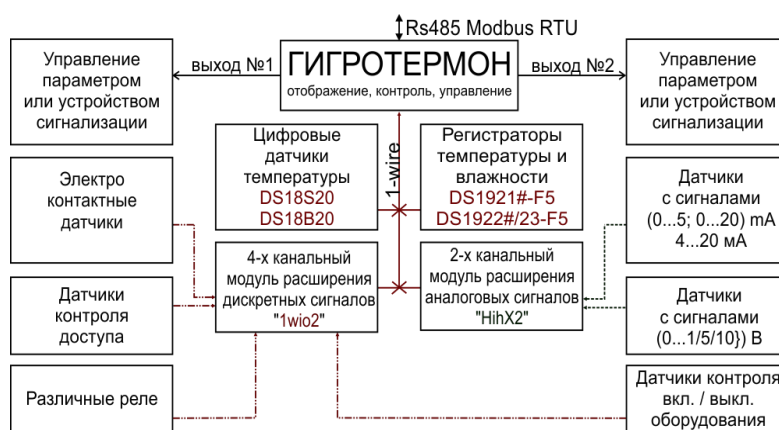 Rs485 Modbus RTU
Управление
параметром
или устройством
сигнализации
выход №1
ГИГРОТЕРМОН
отображение, контроль, управление
выход №2
Управление
параметром
или устройством
сигнализации
Цифровые
датчики
температуры
DS18S20
DS18B20
1-wire
Регистраторы
температуры и
влажности
DS1921#-F5
DS1922#/23-F5
Электро
контактные
датчики
Датчики
с сигналами
(0...5; 0...20) mA
4...20 мА
4-х канальный
модуль расширения
дискретных сигналов
"1wio2"
2-х канальный
модуль расширения
аналоговых сигналов
"HihX2"
Датчики
контроля
доступа
Датчики
с сигналами
(0...1/5/10}) В
Различные реле
Датчики контроля
вкл. / выкл.
оборудования